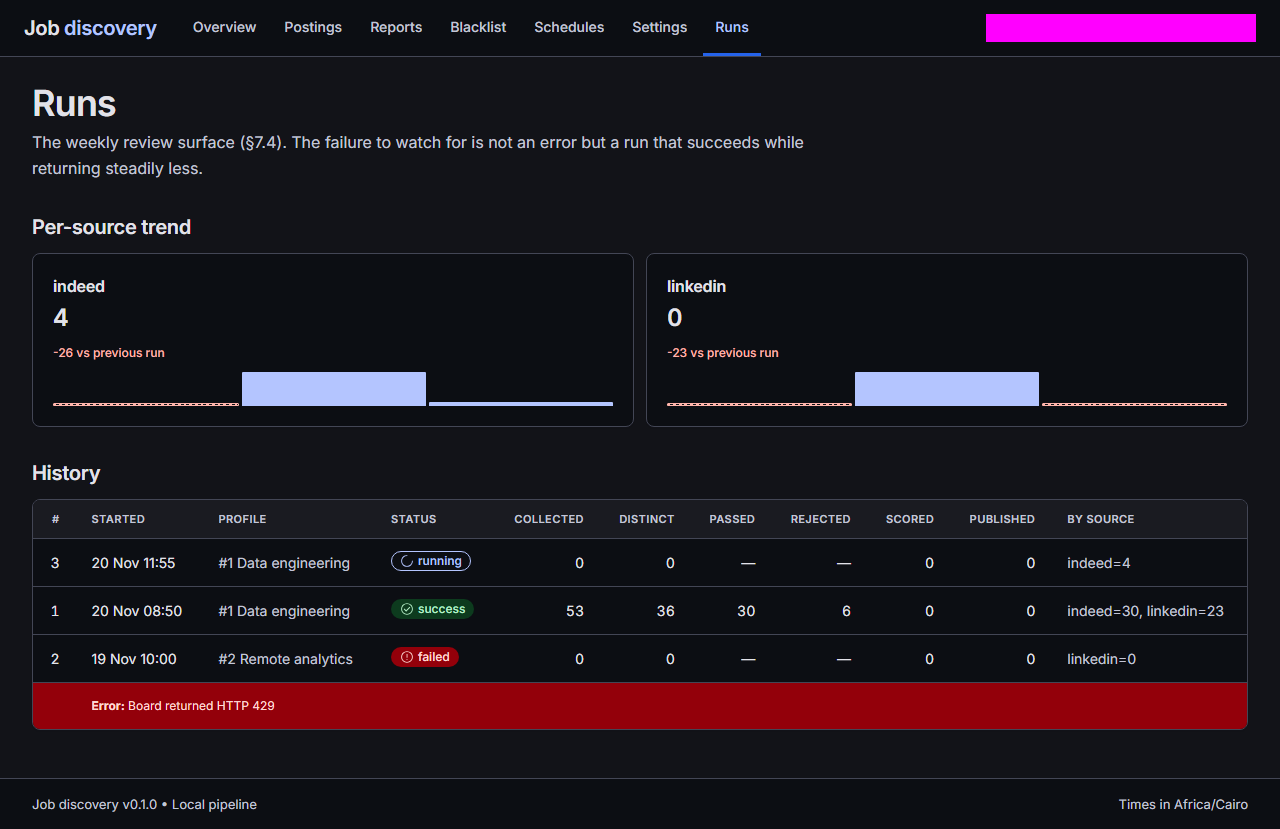 Job discovery Overview Postings Reports Blacklist Schedules Settings Runs
Runs
The weekly review surface (§7.4). The failure to watch for is not an error but a run that succeeds while
returning steadily less.
Per-source trend
indeed
4
-26 vs previous run
linkedin
0
-23 vs previous run
History
# STARTED PROFILE STATUS COLLECTED DISTINCT PASSED REJECTED SCORED PUBLISHED BY SOURCE
3 20 Nov 11:55 #1 Data engineering running 0 0 — — 0 0 indeed=4
1 20 Nov 08:50 #1 Data engineering success 53 36 30 6 0 0 indeed=30, linkedin=23
2 19 Nov 10:00 #2 Remote analytics failed 0 0 — — 0 0 linkedin=0
Error: Board returned HTTP 429
Job discovery v0.1.0 • Local pipeline Times in Africa/Cairo